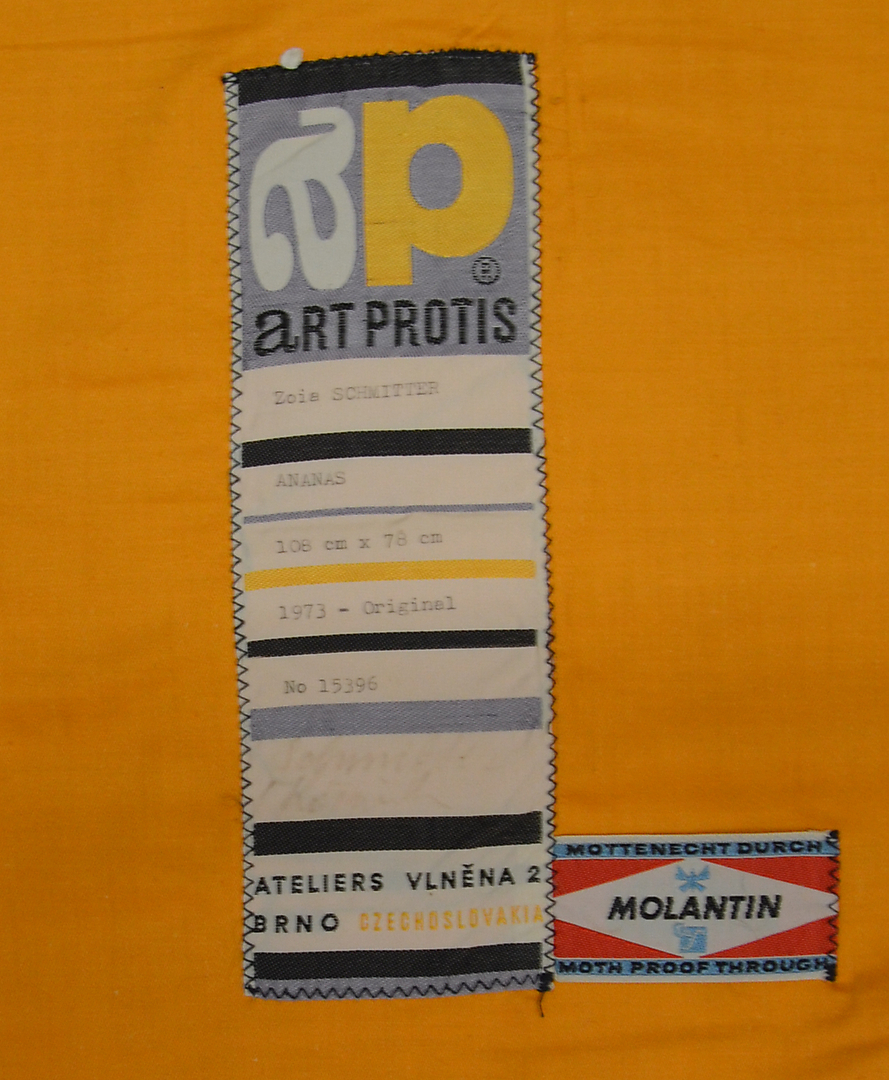 ap
®
aRT PROTIS
Zoia SCHMITTER
ANANAS
108 cm x 78 cm
1973 - Original
No 15396
ATELIERS VLNĚNA 2
BRNO CZECHOSLOVAKIA
MOTTENECHT DURCH
MOLANTIN
MOTH PROOF THROUGH